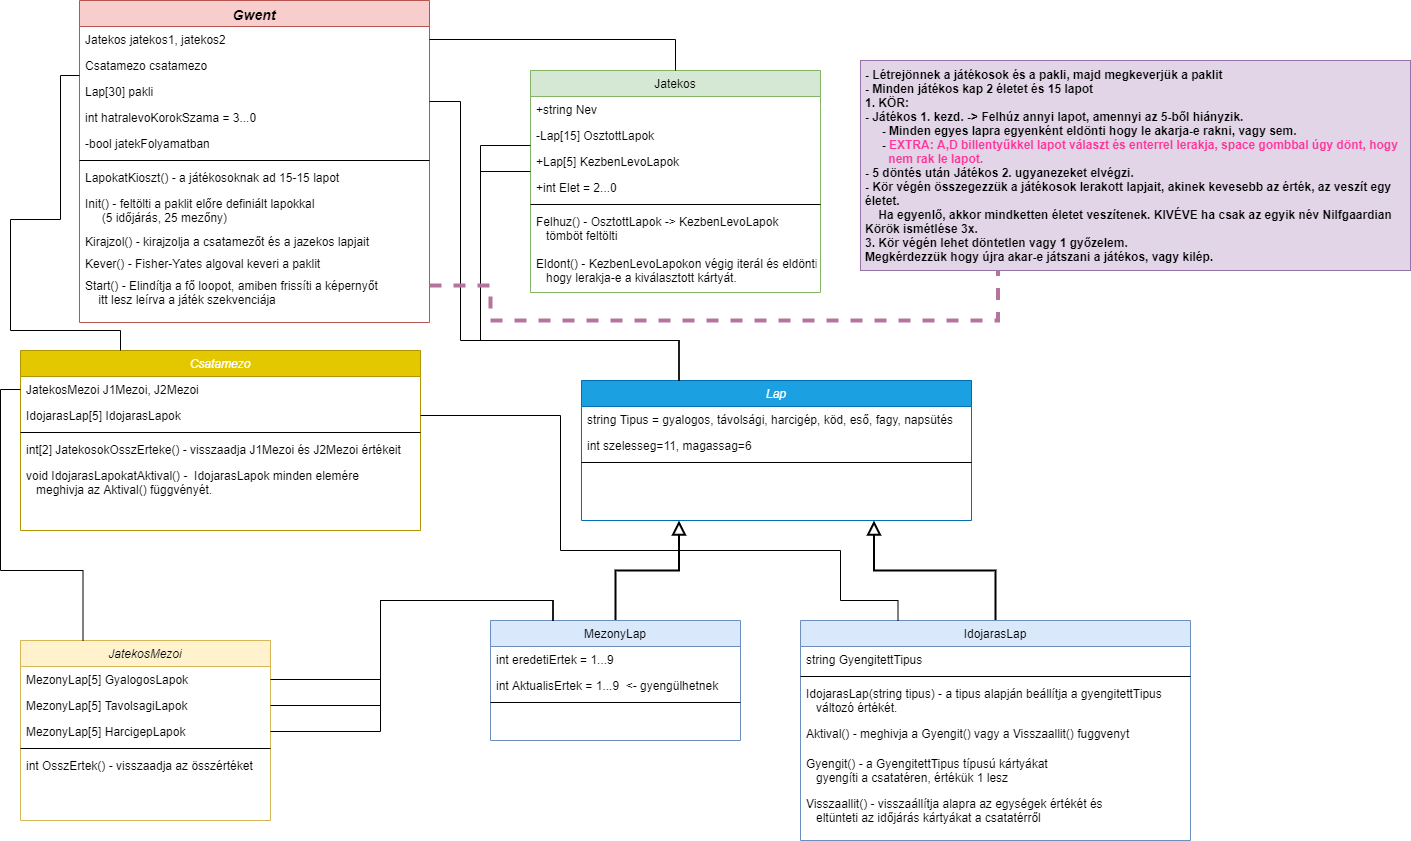 Gwent
Jatekos jatekos1, jatekos2
Csatamezo csatamezo
Lap[30] pakli
int hatralevoKorokSzama = 3...0
-bool jatekFolyamatban
LapokatKioszt() - a játékosoknak ad 15-15 lapot
Init() - feltölti a paklit előre definiált lapokkal
(5 időjárás, 25 mezőny)
Kirajzol() - kirajzolja a csatamezőt és a jazekos lapjait
Kever() - Fisher-Yates algoval keveri a paklit
Start() - Elindítja a fő loopot, amiben frissíti a képernyőt
itt lesz leírva a játék szekvenciája
Jatekos
+string Nev
-Lap[15] OsztottLapok
+Lap[5] KezbenLevoLapok
+int Elet = 2...0
Felhuz() - OsztottLapok -> KezbenLevoLapok
tömböt feltölti
Eldont() - KezbenLevoLapokon végig iterál és eldönti
hogy lerakja-e a kiválasztott kártyát.
- Létrejönnek a játékosok és a pakli, majd megkeverjük a paklit
- Minden játékos kap 2 életet és 15 lapot
1. KÖR:
- Játékos 1. kezd. -> Felhúz annyi lapot, amennyi az 5-ből hiányzik.
- Minden egyes lapra egyenként eldönti hogy le akarja-e rakni, vagy sem.
- EXTRA: A,D billentyűkkel lapot választ és enterrel lerakja, space gombbal úgy dönt, hogy
nem rak le lapot.
- 5 döntés után Játékos 2. ugyanezeket elvégzi.
- Kör végén összegezzük a játékosok lerakott lapjait, akinek kevesebb az érték, az veszít egy
életet.
Ha egyenlő, akkor mindketten életet veszítenek. KIVÉVE ha csak az egyik név Nilfgaardian
Körök ismétlése 3x.
3. Kör végén lehet döntetlen vagy 1 győzelem.
Megkérdezzük hogy újra akar-e játszani a játékos, vagy kilép.
Csatamezo
JatekosMezoi J1Mezoi, J2Mezoi
IdojarasLap[5] IdojarasLapok
int[2] JatekosokOsszErteke() - visszaadja J1Mezoi és J2Mezoi értékeit
void IdojarasLapokatAktival() - IdojarasLapok minden elemére
meghivja az Aktival() függvényét.
Lap
string Tipus = gyalogos, távolsági, harcigép, köd, eső, fagy, napsütés
int szelesseg=11, magassag=6
JatekosMezoi
MezonyLap[5] GyalogosLapok
MezonyLap[5] TavolsagiLapok
MezonyLap[5] HarcigepLapok
int OsszErtek() - visszaadja az összértéket
MezonyLap
int eredetiErtek = 1...9
int AktualisErtek = 1...9 <- gyengülhetnek
IdojarasLap
string GyengitettTipus
IdojarasLap(string tipus) - a tipus alapján beállítja a gyengitettTipus
változó értékét.
Aktival() - meghivja a Gyengit() vagy a Visszaallit() fuggvenyt
Gyengit() - a GyengitettTipus típusú kártyákat
gyengíti a csatatéren, értékük 1 lesz
Visszaallit() - visszaállítja alapra az egységek értékét és
eltünteti az időjárás kártyákat a csatatérről